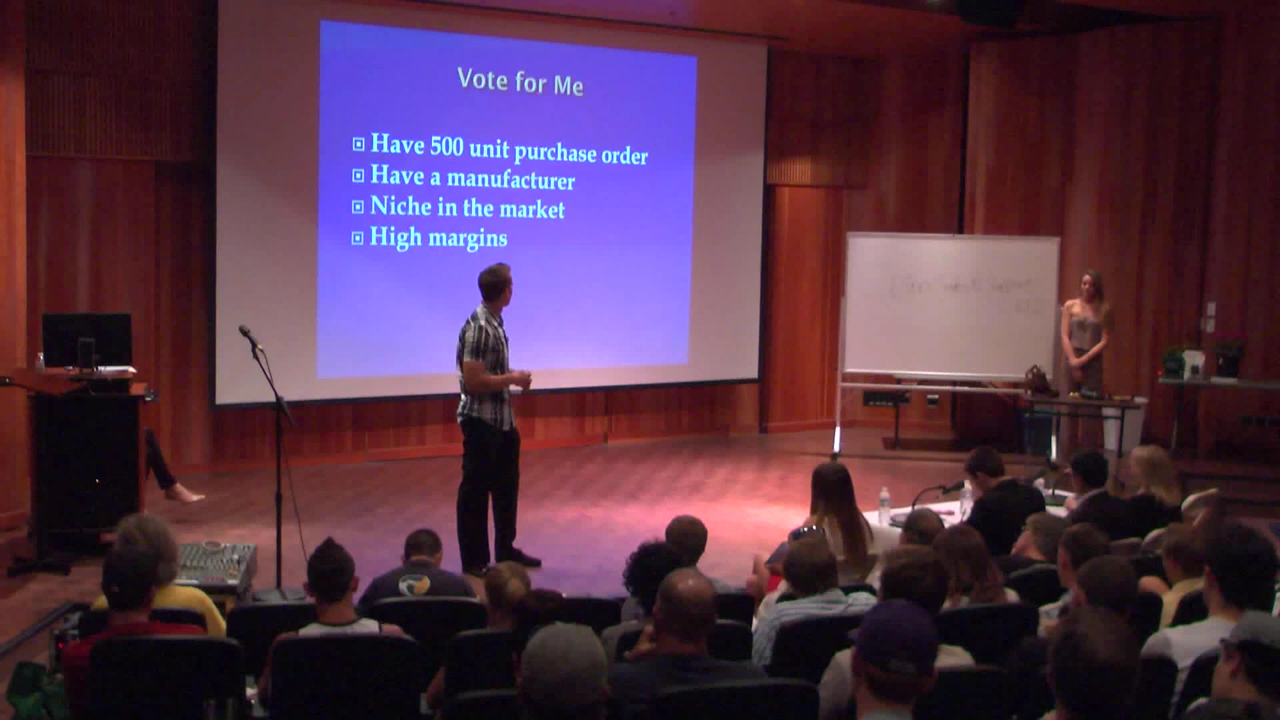 Vote for Me
Have 500 unit purchase order
Have a manufacturer
Niche in the market
High margins